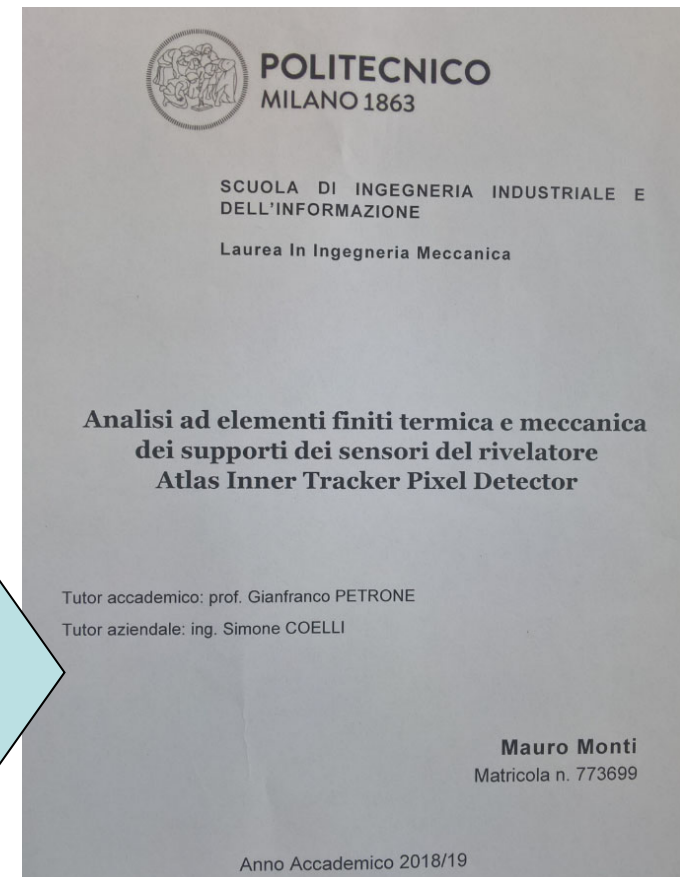 POLITECNICO
MILANO 1863
SCUOLA DI INGEGNERIA INDUSTRIALE E
DELL'INFORMAZIONE
Laurea In Ingegneria Meccanica
Analisi ad elementi finiti termica e meccanica
dei supporti dei sensori del rivelatore
Atlas Inner Tracker Pixel Detector
Tutor accademico: prof. Gianfranco PETRONE
Tutor aziendale: ing. Simone COELLI
Mauro Monti
Matricola n. 773699
Anno Accademico 2018/19